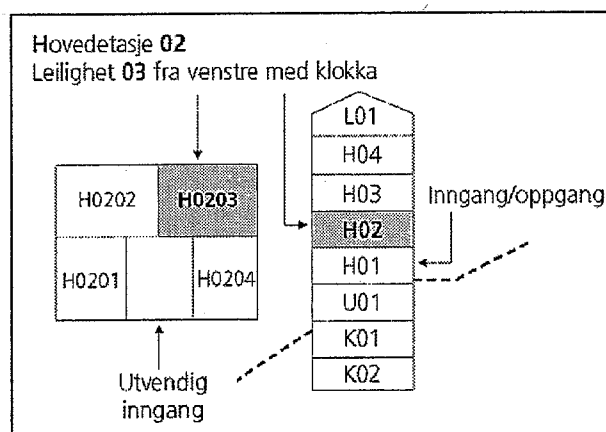 Hovedetasje 02
Leilighet 03 fra venstre med klokka
H0202
H0203
H0201
H0204
Utvendig
inngang
L01
H04
H03
H02
H01
U01
K01
K02
Inngang/oppgang